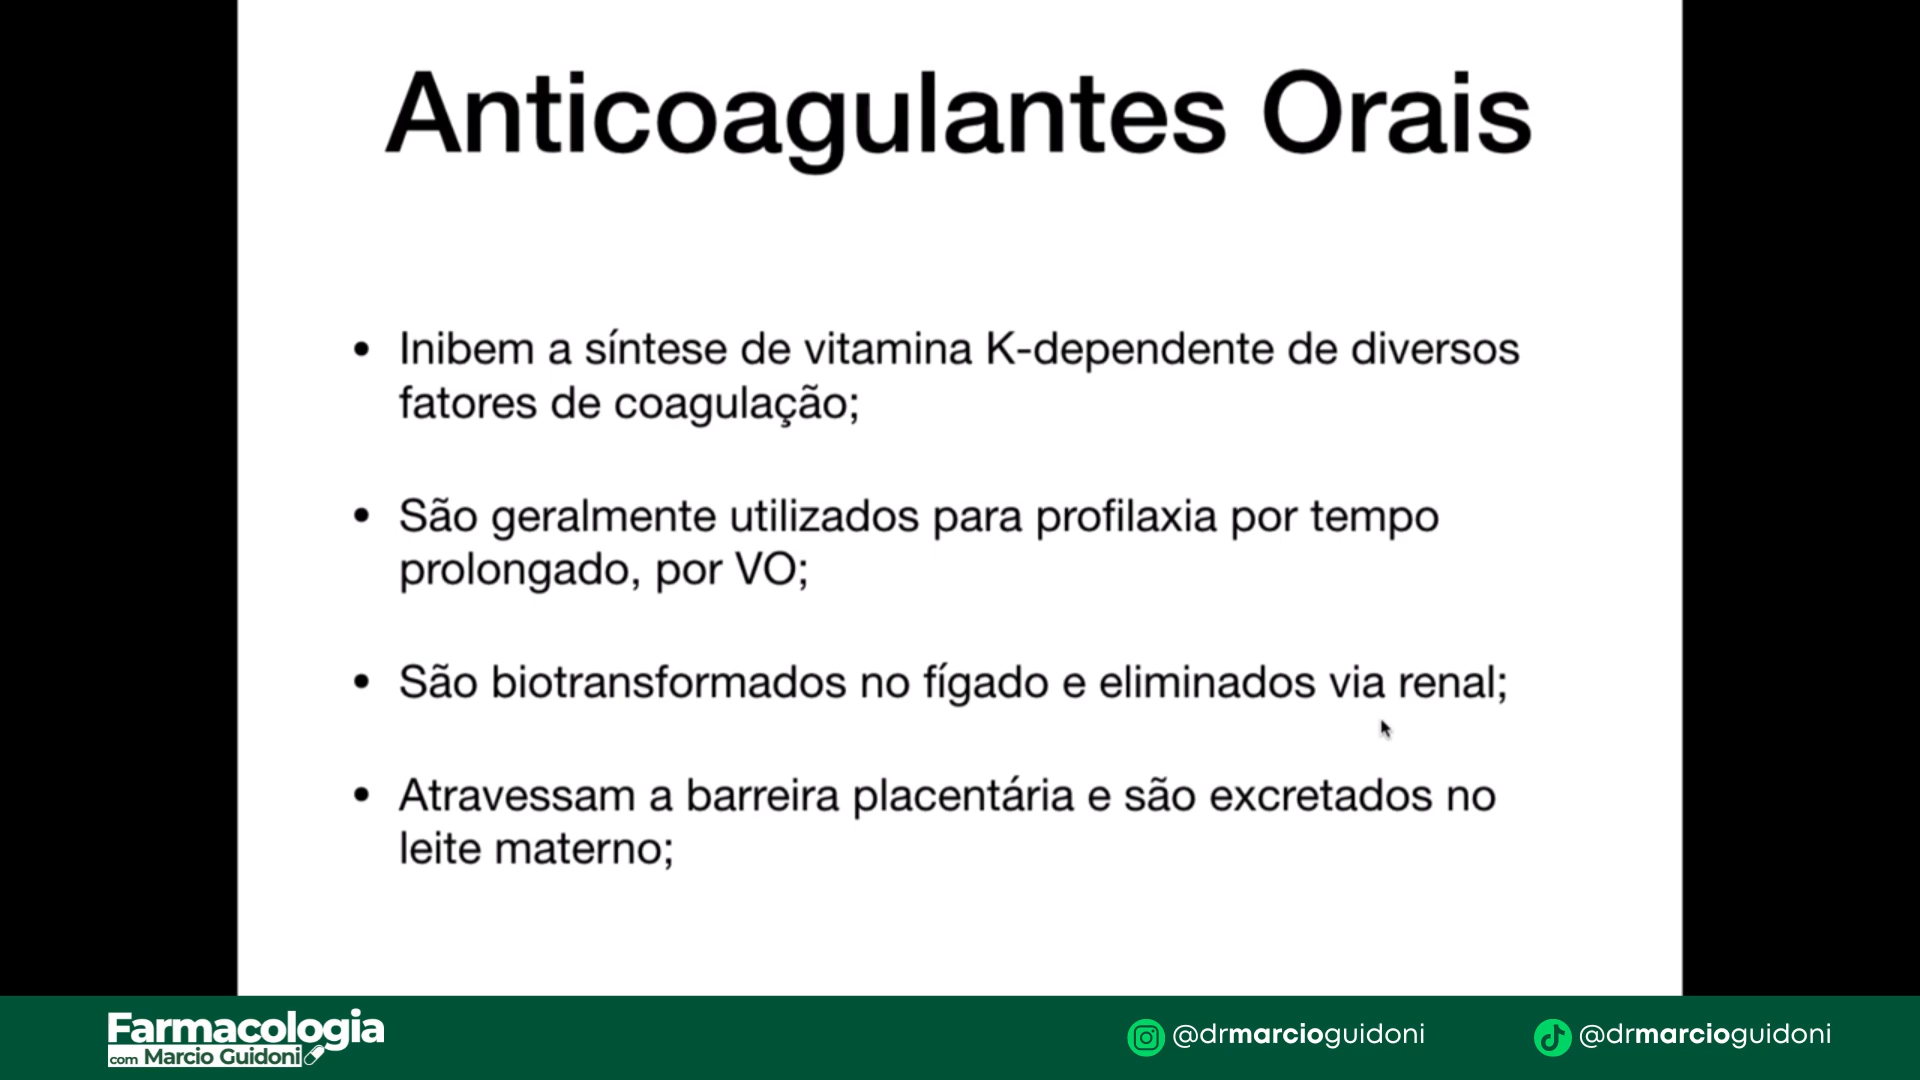 Anticoagulantes Orais
• Inibem a síntese de vitamina K-dependente de diversos
fatores de coagulação;
• São geralmente utilizados para profilaxia por tempo
prolongado, por VO;
• São biotransformados no fígado e eliminados via renal;
• Atravessam a barreira placentária e são excretados no
leite materno;
Farmacologia
com Marcio Guidoni
@drmarcioguidoni
@drmarcioguidoni